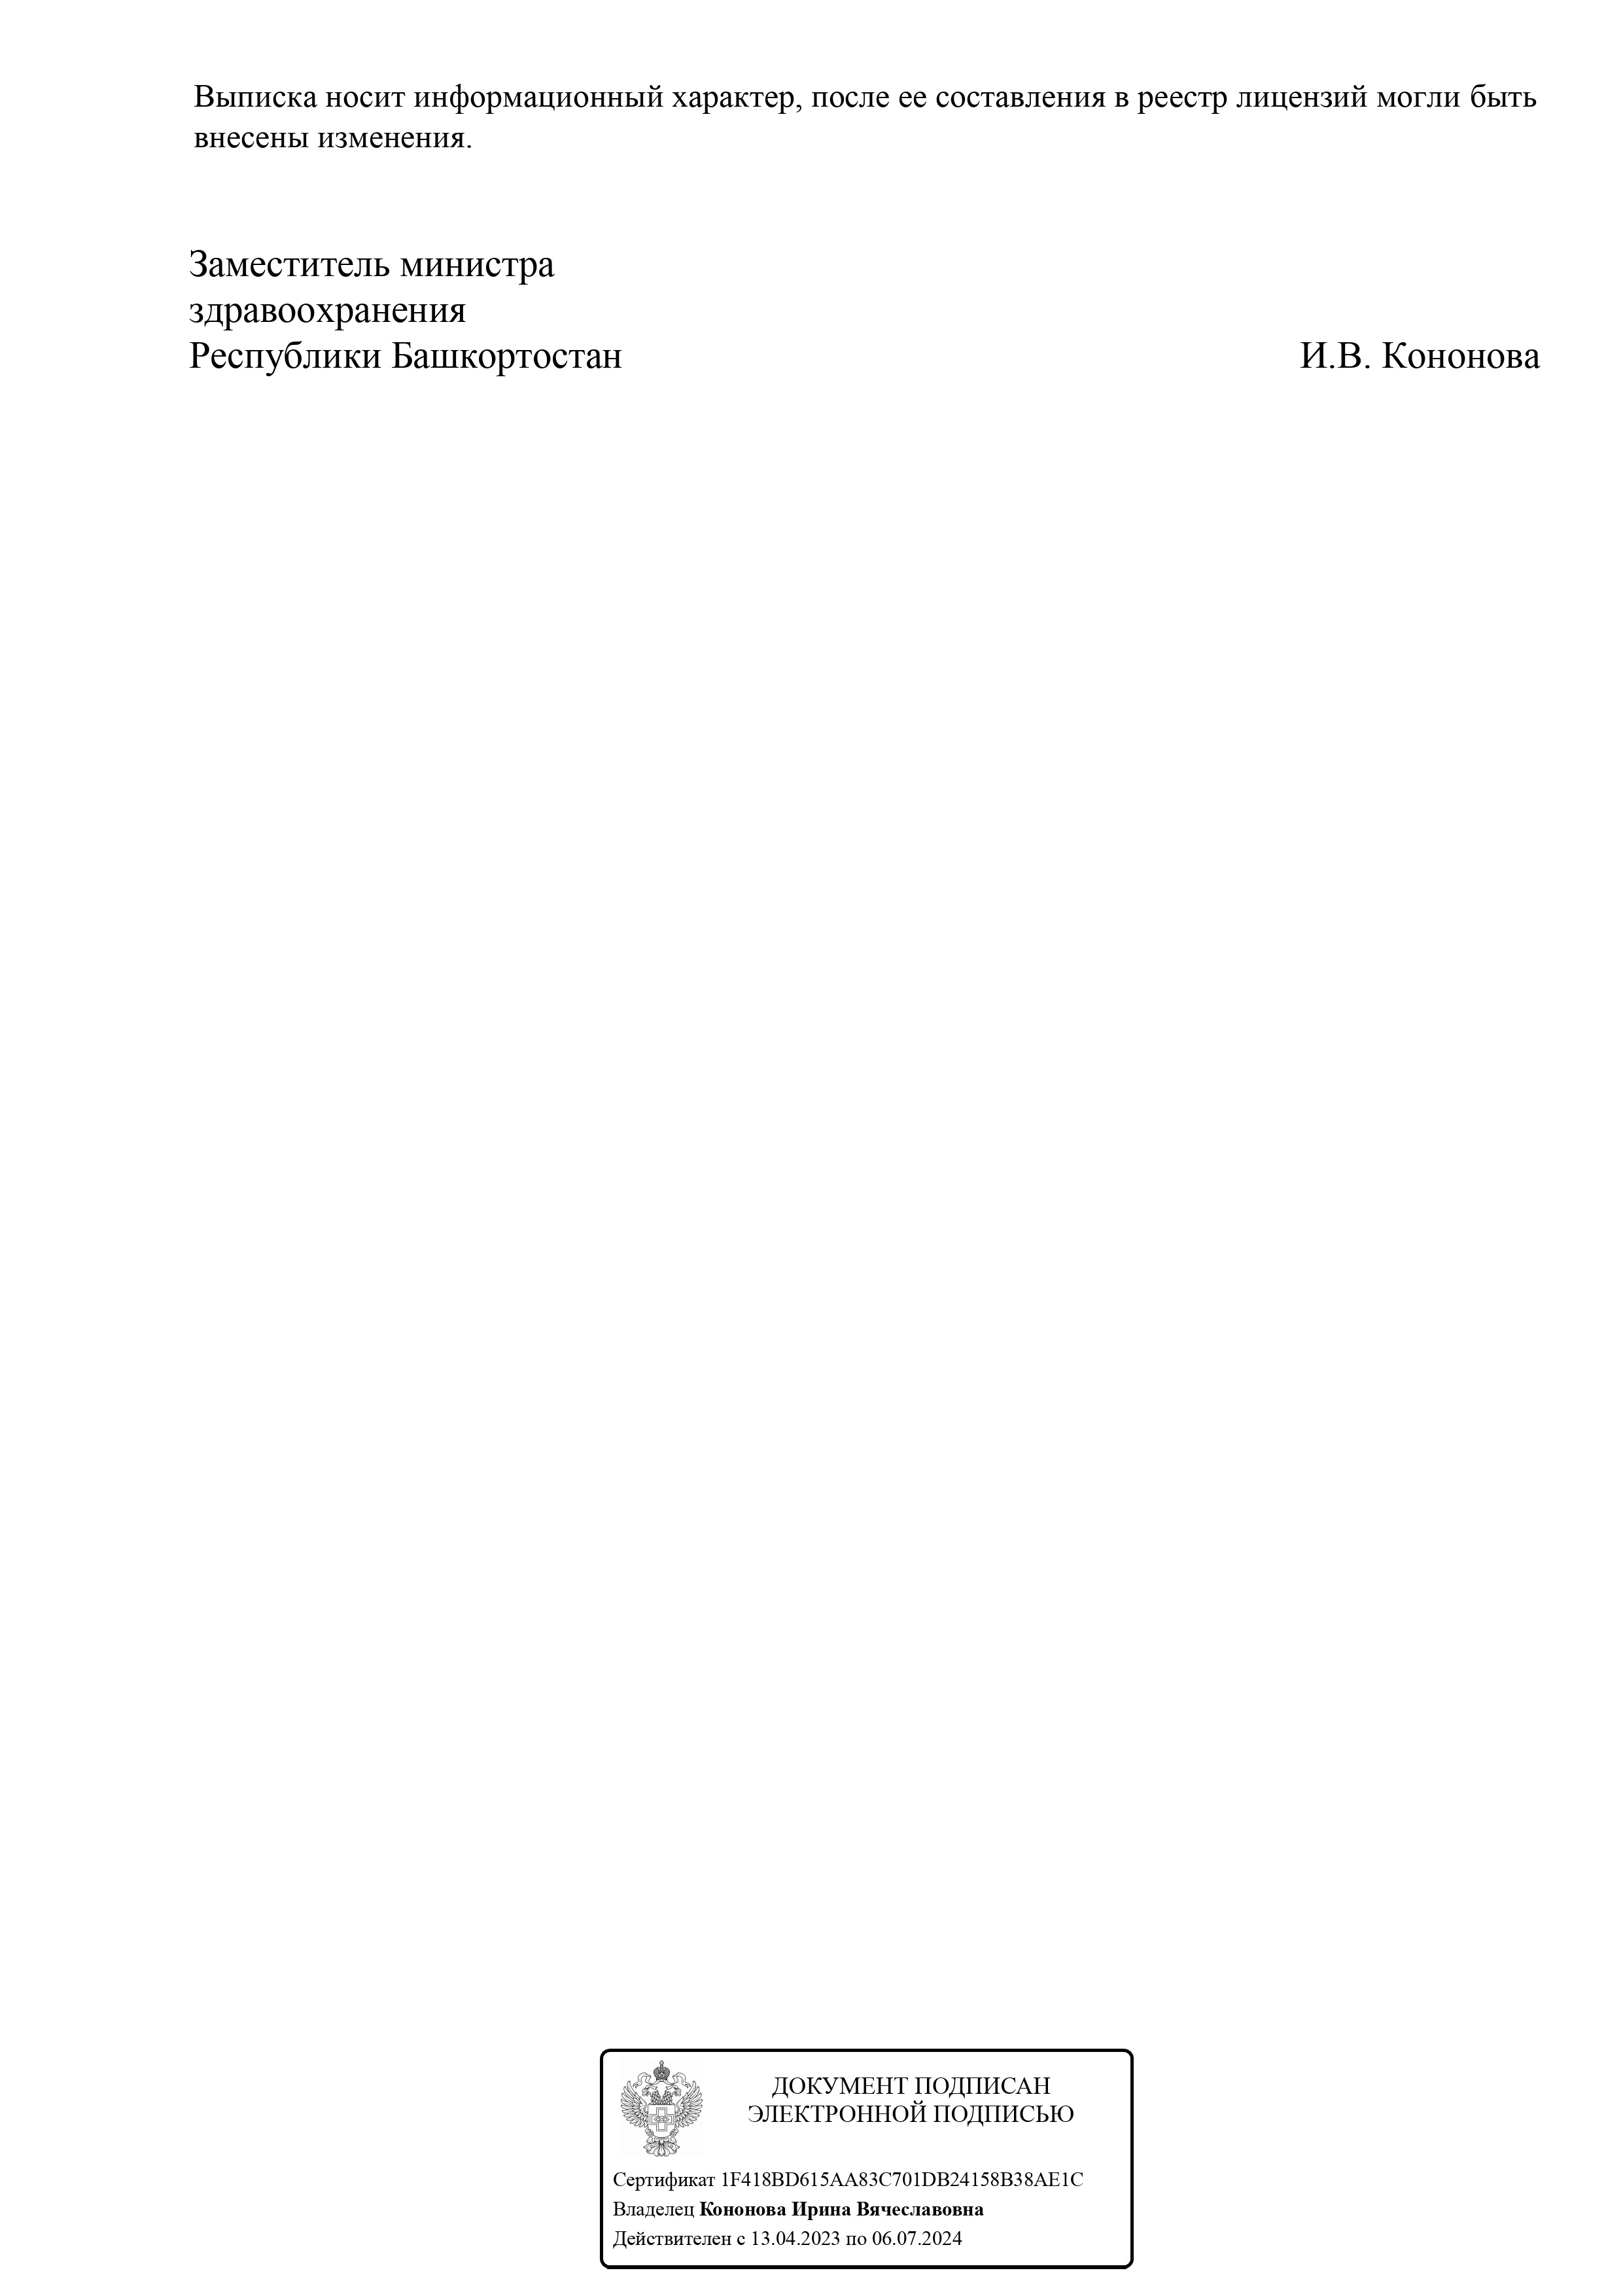 Выписка носит информационный характер, после ее составления в реестр лицензий могли быть
внесены изменения.
Заместитель министра
здравоохранения
Республики Башкортостан
И.В. Кононова
ДОКУМЕНТ ПОДПИСАН
ЭЛЕКТРОННОЙ ПОДПИСЬЮ
Сертификат 1F418BD615AA83C701DB24158B38AE1C
Владелец Кононова Ирина Вячеславовна
Действителен с 13.04.2023 по 06.07.2024